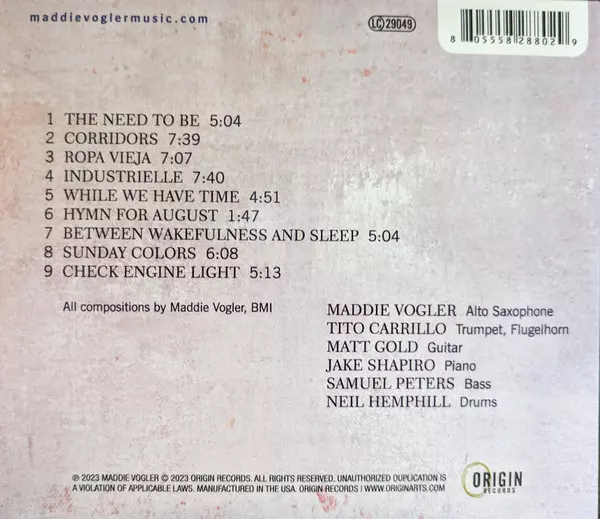 maddievoglermusic.com
LC 29049
8 05558 28802 9
1 THE NEED TO BE 5:04
2 CORRIDORS 7:39
3 ROPA VIEJA 7:07
4 INDUSTRIELLE 7:40
5 WHILE WE HAVE TIME 4:51
6 HYMN FOR AUGUST 1:47
7 BETWEEN WAKEFULNESS AND SLEEP 5:04
8 SUNDAY COLORS 6:08
9 CHECK ENGINE LIGHT 5:13
All compositions by Maddie Vogler, BMI
MADDIE VOGLER Alto Saxophone
TITO CARRILLO Trumpet, Flugelhorn
MATT GOLD Guitar
JAKE SHAPIRO Piano
SAMUEL PETERS Bass
NEIL HEMPHILL Drums
℗ 2023 MADDIE VOGLER © 2023 ORIGIN RECORDS. ALL RIGHTS RESERVED. UNAUTHORIZED DUPLICATION IS
A VIOLATION OF APPLICABLE LAWS. MANUFACTURED IN THE USA. ORIGIN RECORDS | WWW.ORIGINARTS.COM
ORIGIN
RECORDS